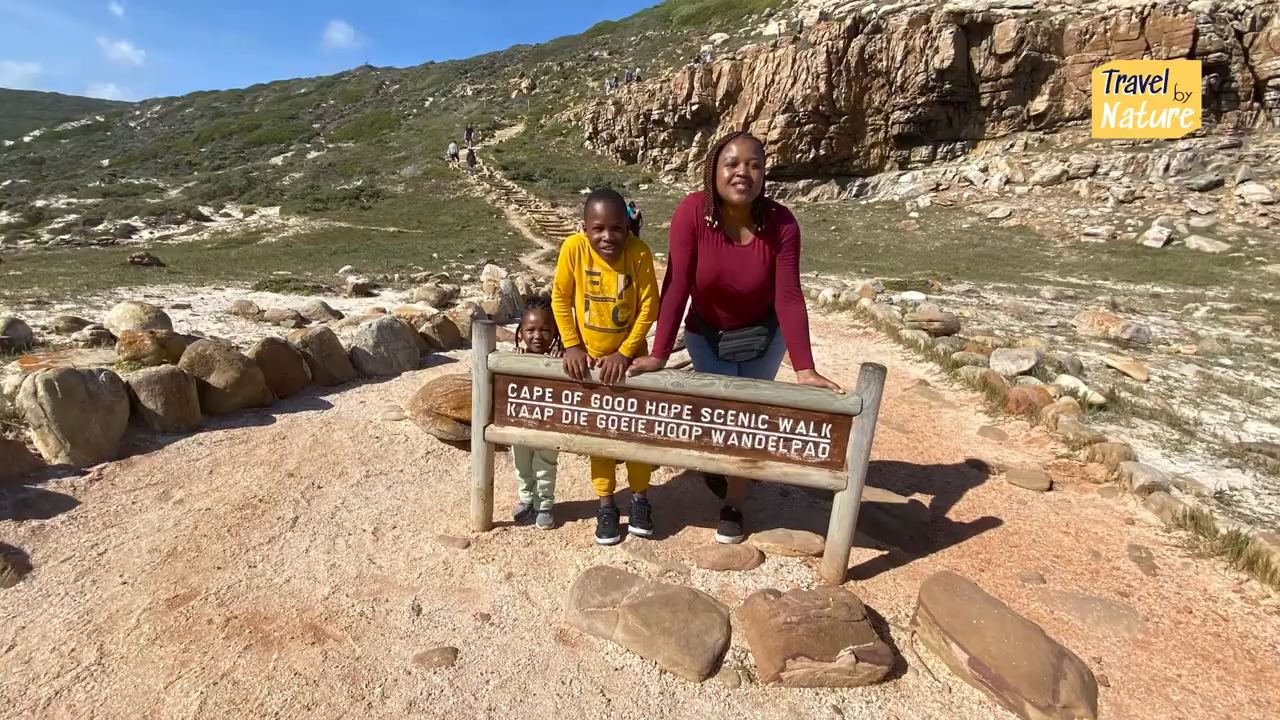 Travel
by
Nature
CAPE OF GOOD HOPE SCENIC WALK
KAAP DIE GOEIE HOOP WANDELPAD